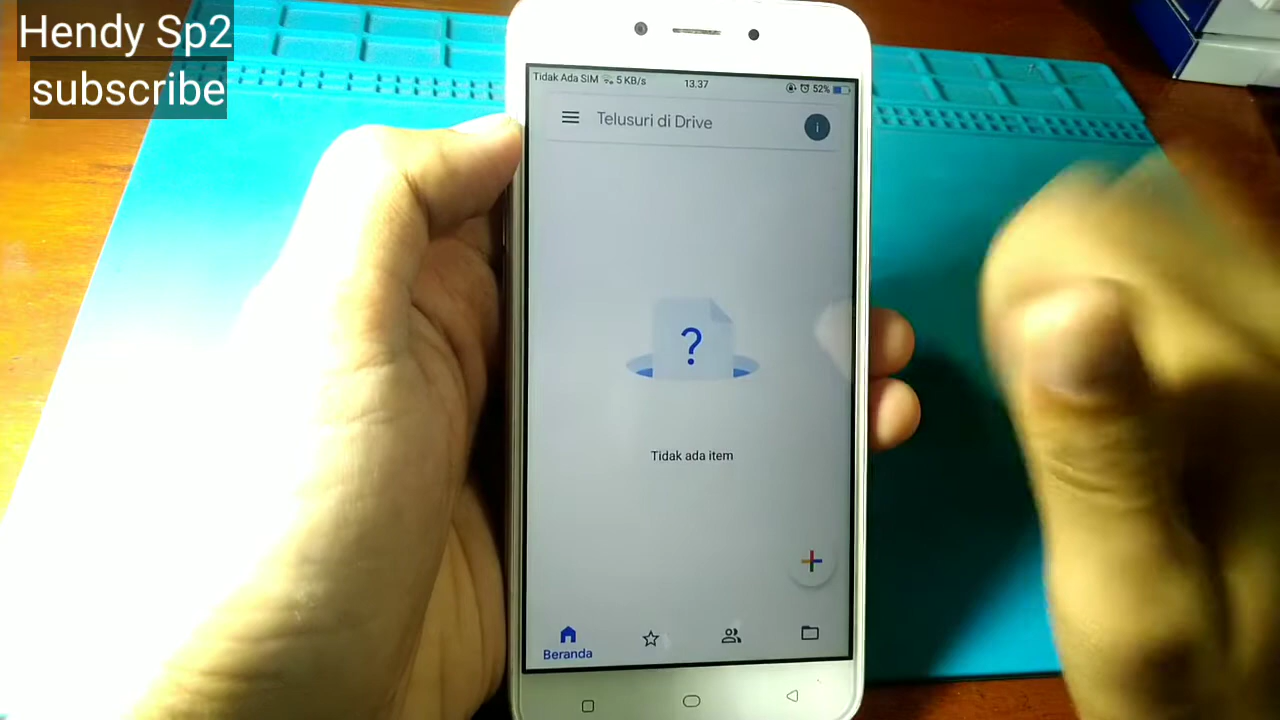 Hendy Sp2
subscribe
Tidak Ada SIM 5 KB/s 13.37 52%
Telusuri di Drive
i
?
Tidak ada item
Beranda